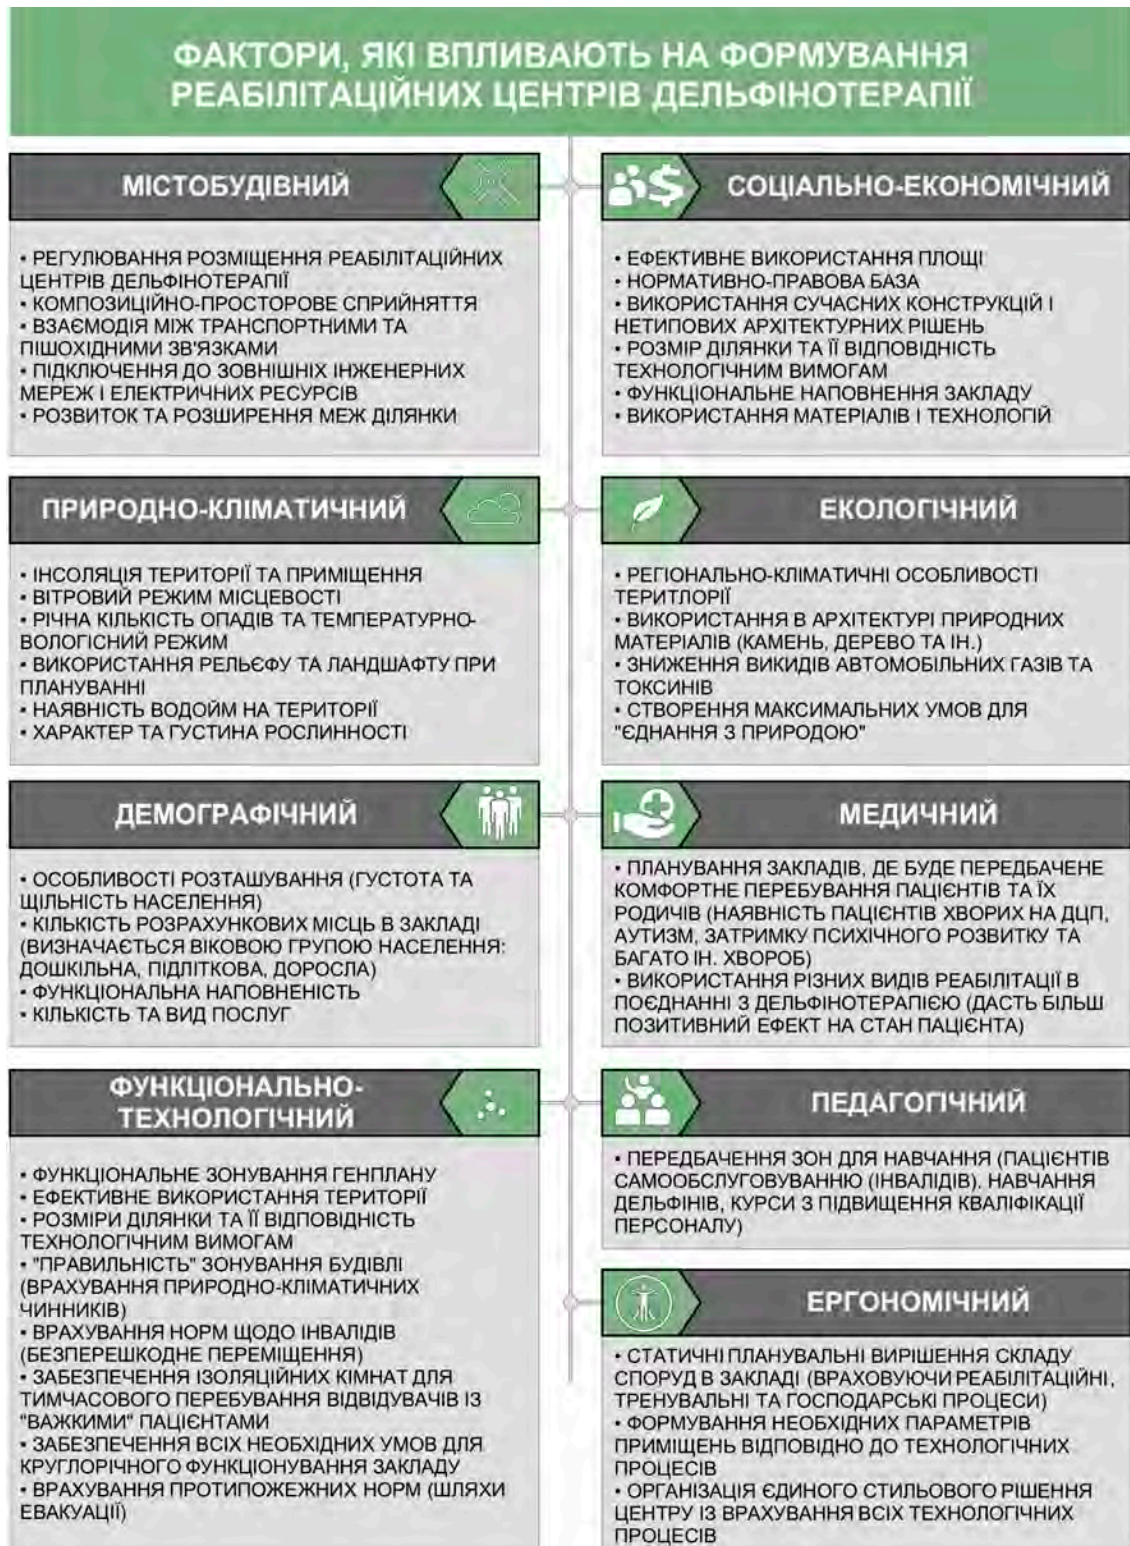 ФАКТОРИ, ЯКІ ВПЛИВАЮТЬ НА ФОРМУВАННЯ
РЕАБІЛІТАЦІЙНИХ ЦЕНТРІВ ДЕЛЬФІНОТЕРАПІЇ
МІСТОБУДІВНИЙ
• РЕГУЛЮВАННЯ РОЗМІЩЕННЯ РЕАБІЛІТАЦІЙНИХ
ЦЕНТРІВ ДЕЛЬФІНОТЕРАПІЇ
• КОМПОЗИЦІЙНО-ПРОСТОРОВЕ СПРИЙНЯТТЯ
• ВЗАЄМОДІЯ МІЖ ТРАНСПОРТНИМИ ТА
ПІШОХІДНИМИ ЗВ'ЯЗКАМИ
• ПІДКЛЮЧЕННЯ ДО ЗОВНІШНІХ ІНЖЕНЕРНИХ
МЕРЕЖ І ЕЛЕКТРИЧНИХ РЕСУРСІВ
• РОЗВИТОК ТА РОЗШИРЕННЯ МЕЖ ДІЛЯНКИ
СОЦІАЛЬНО-ЕКОНОМІЧНИЙ
• ЕФЕКТИВНЕ ВИКОРИСТАННЯ ПЛОЩІ
• НОРМАТИВНО-ПРАВОВА БАЗА
• ВИКОРИСТАННЯ СУЧАСНИХ КОНСТРУКЦІЙ І
НЕТИПОВИХ АРХІТЕКТУРНИХ РІШЕНЬ
• РОЗМІР ДІЛЯНКИ ТА ЇЇ ВІДПОВІДНІСТЬ
ТЕХНОЛОГІЧНИМ ВИМОГАМ
• ФУНКЦІОНАЛЬНЕ НАПОВНЕННЯ ЗАКЛАДУ
• ВИКОРИСТАННЯ МАТЕРІАЛІВ І ТЕХНОЛОГІЙ
ПРИРОДНО-КЛІМАТИЧНИЙ
• ІНСОЛЯЦІЯ ТЕРИТОРІЇ ТА ПРИМІЩЕННЯ
• ВІТРОВИЙ РЕЖИМ МІСЦЕВОСТІ
• РІЧНА КІЛЬКІСТЬ ОПАДІВ ТА ТЕМПЕРАТУРНО-
ВОЛОГІСНИЙ РЕЖИМ
• ВИКОРИСТАННЯ РЕЛЬЄФУ ТА ЛАНДШАФТУ ПРИ
ПЛАНУВАННІ
• НАЯВНІСТЬ ВОДОЙМ НА ТЕРИТОРІЇ
• ХАРАКТЕР ТА ГУСТИНА РОСЛИННОСТІ
ЕКОЛОГІЧНИЙ
• РЕГІОНАЛЬНО-КЛІМАТИЧНІ ОСОБЛИВОСТІ
ТЕРИТЛОРІЇ
• ВИКОРИСТАННЯ В АРХІТЕКТУРІ ПРИРОДНИХ
МАТЕРІАЛІВ (КАМЕНЬ, ДЕРЕВО ТА ІН.)
• ЗНИЖЕННЯ ВИКИДІВ АВТОМОБІЛЬНИХ ГАЗІВ ТА
ТОКСИНІВ
• СТВОРЕННЯ МАКСИМАЛЬНИХ УМОВ ДЛЯ
"ЄДНАННЯ З ПРИРОДОЮ"
ДЕМОГРАФІЧНИЙ
• ОСОБЛИВОСТІ РОЗТАШУВАННЯ (ГУСТОТА ТА
ЩІЛЬНІСТЬ НАСЕЛЕННЯ)
• КІЛЬКІСТЬ РОЗРАХУНКОВИХ МІСЦЬ В ЗАКЛАДІ
(ВИЗНАЧАЄТЬСЯ ВІКОВОЮ ГРУПОЮ НАСЕЛЕННЯ:
ДОШКІЛЬНА, ПІДЛІТКОВА, ДОРОСЛА)
• ФУНКЦІОНАЛЬНА НАПОВНЕНІСТЬ
• КІЛЬКІСТЬ ТА ВИД ПОСЛУГ
МЕДИЧНИЙ
• ПЛАНУВАННЯ ЗАКЛАДІВ, ДЕ БУДЕ ПЕРЕДБАЧЕНЕ
КОМФОРТНЕ ПЕРЕБУВАННЯ ПАЦІЄНТІВ ТА ЇХ
РОДИЧІВ (НАЯВНІСТЬ ПАЦІЄНТІВ ХВОРИХ НА ДЦП,
АУТИЗМ, ЗАТРИМКУ ПСИХІЧНОГО РОЗВИТКУ ТА
БАГАТО ІН. ХВОРОБ)
• ВИКОРИСТАННЯ РІЗНИХ ВИДІВ РЕАБІЛІТАЦІЇ В
ПОЄДНАННІ З ДЕЛЬФІНОТЕРАПІЄЮ (ДАСТЬ БІЛЬШ
ПОЗИТИВНИЙ ЕФЕКТ НА СТАН ПАЦІЄНТА)
ФУНКЦІОНАЛЬНО-
ТЕХНОЛОГІЧНИЙ
• ФУНКЦІОНАЛЬНЕ ЗОНУВАННЯ ГЕНПЛАНУ
• ЕФЕКТИВНЕ ВИКОРИСТАННЯ ТЕРИТОРІЇ
• РОЗМІРИ ДІЛЯНКИ ТА ЇЇ ВІДПОВІДНІСТЬ
ТЕХНОЛОГІЧНИМ ВИМОГАМ
• "ПРАВИЛЬНІСТЬ" ЗОНУВАННЯ БУДІВЛІ
(ВРАХУВАННЯ ПРИРОДНО-КЛІМАТИЧНИХ
ЧИННИКІВ)
• ВРАХУВАННЯ НОРМ ЩОДО ІНВАЛІДІВ
(БЕЗПЕРЕШКОДНЕ ПЕРЕМІЩЕННЯ)
• ЗАБЕЗПЕЧЕННЯ ІЗОЛЯЦІЙНИХ КІМНАТ ДЛЯ
ТИМЧАСОВОГО ПЕРЕБУВАННЯ ВІДВІДУВАЧІВ ІЗ
"ВАЖКИМИ" ПАЦІЄНТАМИ
• ЗАБЕЗПЕЧЕННЯ ВСІХ НЕОБХІДНИХ УМОВ ДЛЯ
КРУГЛОРІЧНОГО ФУНКЦІОНУВАННЯ ЗАКЛАДУ
• ВРАХУВАННЯ ПРОТИПОЖЕЖНИХ НОРМ (ШЛЯХИ
ЕВАКУАЦІЇ)
ПЕДАГОГІЧНИЙ
• ПЕРЕДБАЧЕННЯ ЗОН ДЛЯ НАВЧАННЯ (ПАЦІЄНТІВ
САМООБСЛУГОВУВАННЮ (ІНВАЛІДІВ). НАВЧАННЯ
ДЕЛЬФІНІВ, КУРСИ З ПІДВИЩЕННЯ КВАЛІФІКАЦІЇ
ПЕРСОНАЛУ)
ЕРГОНОМІЧНИЙ
• СТАТИЧНІ ПЛАНУВАЛЬНІ ВИРІШЕННЯ СКЛАДУ
СПОРУД В ЗАКЛАДІ (ВРАХОВУЮЧИ РЕАБІЛІТАЦІЙНІ,
ТРЕНУВАЛЬНІ ТА ГОСПОДАРСЬКІ ПРОЦЕСИ)
• ФОРМУВАННЯ НЕОБХІДНИХ ПАРАМЕТРІВ
ПРИМІЩЕНЬ ВІДПОВІДНО ДО ТЕХНОЛОГІЧНИХ
ПРОЦЕСІВ
• ОРГАНІЗАЦІЯ ЄДИНОГО СТИЛЬОВОГО РІШЕННЯ
ЦЕНТРУ ІЗ ВРАХУВАННЯ ВСІХ ТЕХНОЛОГІЧНИХ
ПРОЦЕСІВ